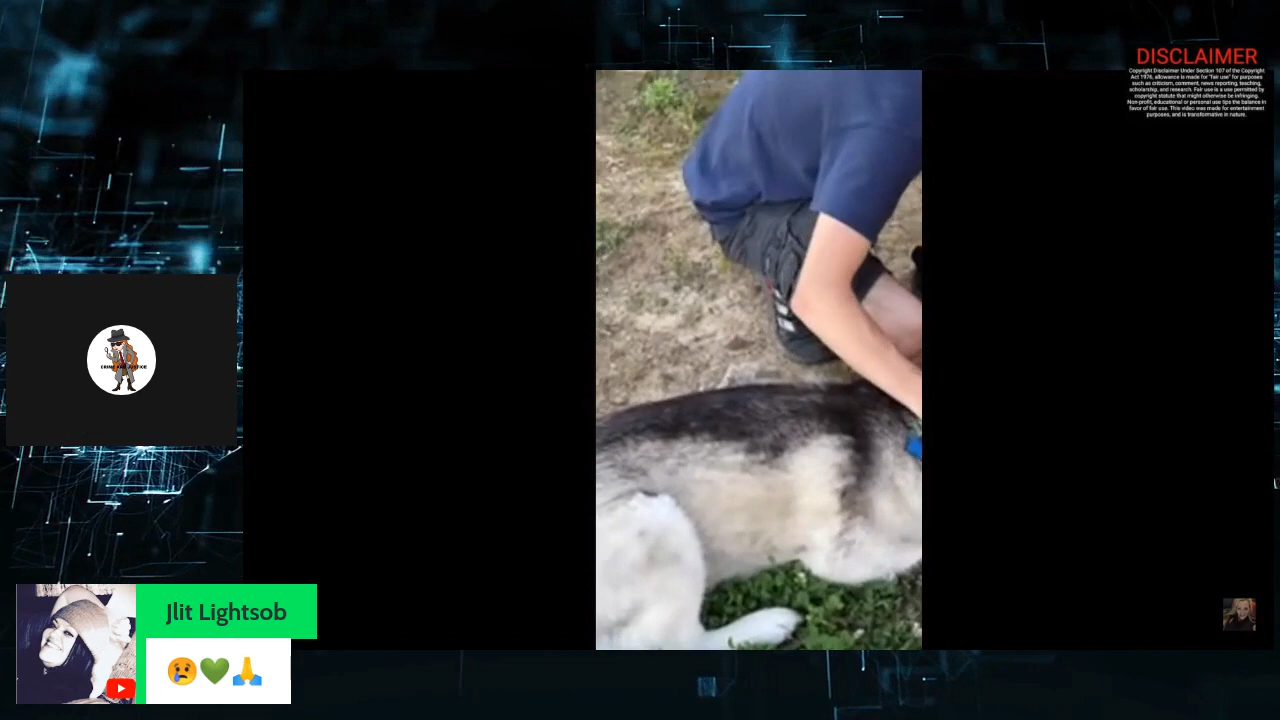 DISCLAIMER
Copyright Disclaimer Under Section 107 of the Copyright
Act 1976, allowance is made for "fair use" for purposes
such as criticism, comment, news reporting, teaching,
scholarship, and research. Fair use is a use permitted by
copyright statute that might otherwise be infringing.
Non-profit, educational or personal use tips the balance in
favor of fair use. This video was made for entertainment
purposes, and is transformative in nature.
CRIME AND JUSTICE
Jlit Lightsob
😢💚🙏